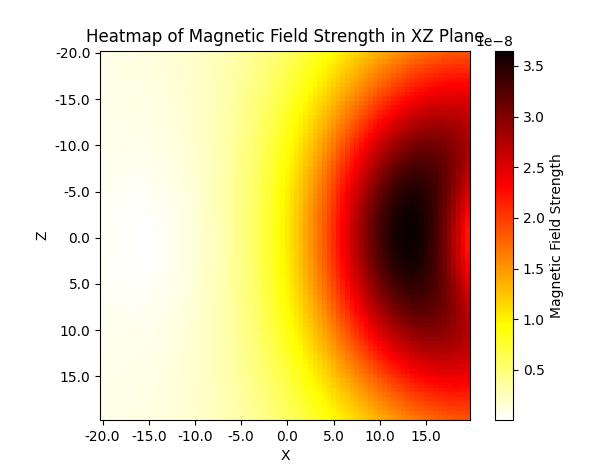 Heatmap of Magnetic Field Strength in XZ Plane
1e−8
-20.0
-15.0
-10.0
-5.0
0.0
5.0
10.0
15.0
Z
-20.0 -15.0 -10.0 -5.0 0.0 5.0 10.0 15.0
X
3.5
3.0
2.5
2.0
1.5
1.0
0.5
Magnetic Field Strength